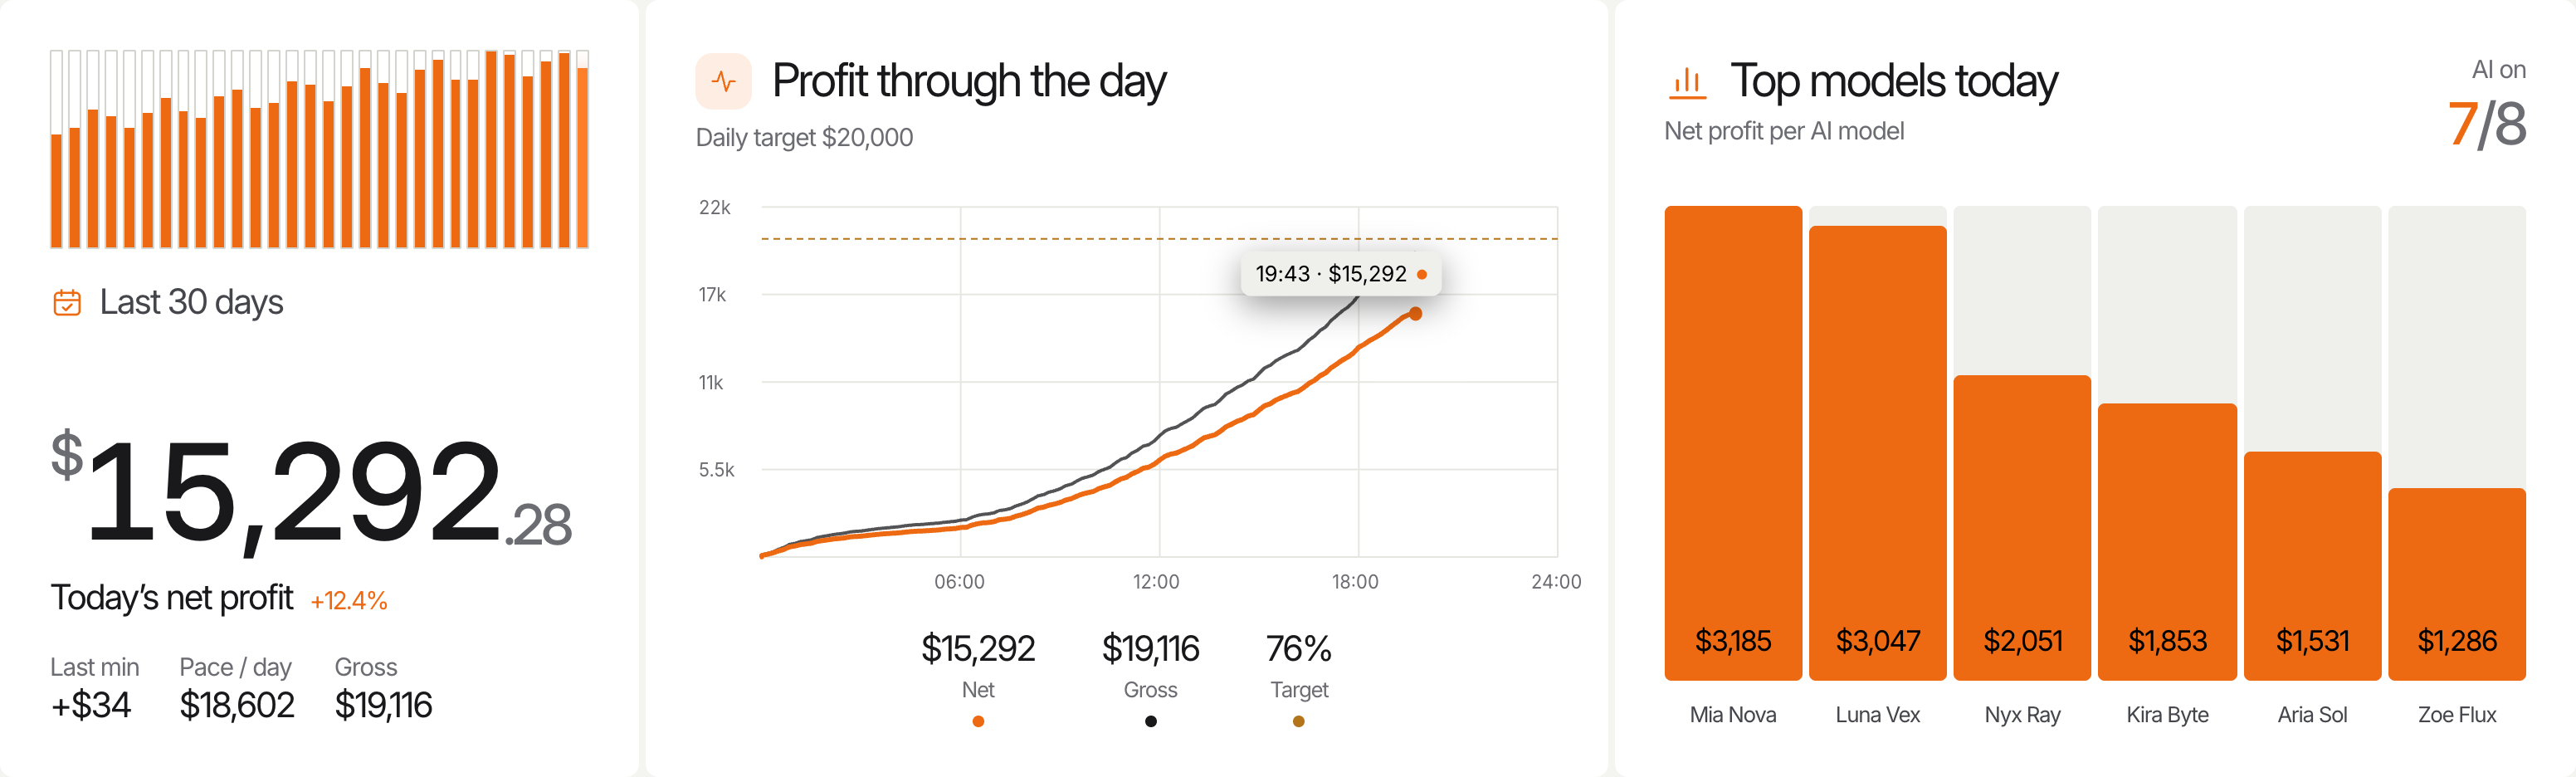 Last 30 days
$15,292.28
Today’s net profit +12.4%
Last min Pace / day Gross
+$34 $18,602 $19,116
Profit through the day
Daily target $20,000
22k
17k
11k
5.5k
19:43 · $15,292
06:00 12:00 18:00 24:00
$15,292 $19,116 76%
Net Gross Target
Top models today
Net profit per AI model
AI on
7/8
$3,185 $3,047 $2,051 $1,853 $1,531 $1,286
Mia Nova Luna Vex Nyx Ray Kira Byte Aria Sol Zoe Flux